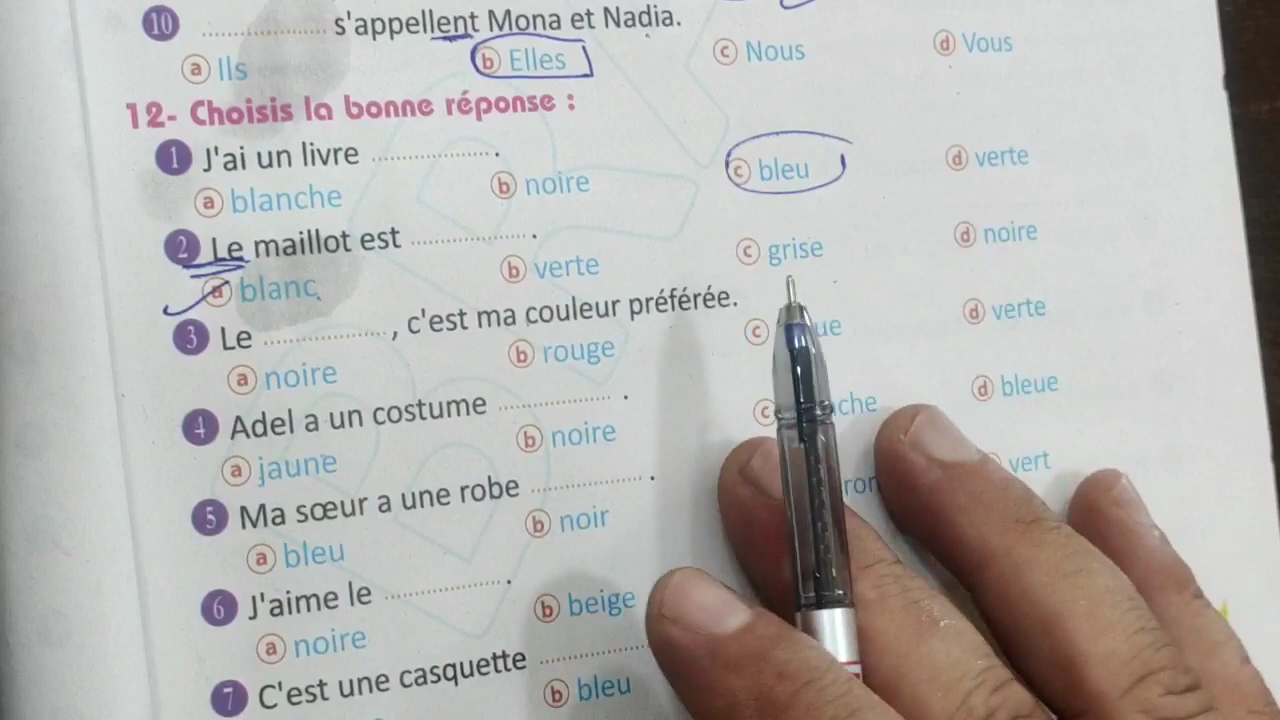 10 .................... s'appellent Mona et Nadia.
a Ils b Elles c Nous d Vous
12- Choisis la bonne réponse :
1 J'ai un livre .................... .
a blanche b noire c bleu d verte
2 Le maillot est .................... .
a blanc b verte c grise d noire
3 Le .................... , c'est ma couleur préférée.
a noire b rouge c d verte
4 Adel a un costume .................... .
a jaune b noire c d bleue
5 Ma sœur a une robe .................... .
a bleu b noir vert
6 J'aime le .................... .
a noire b beige
7 C'est une casquette ....................
b bleu